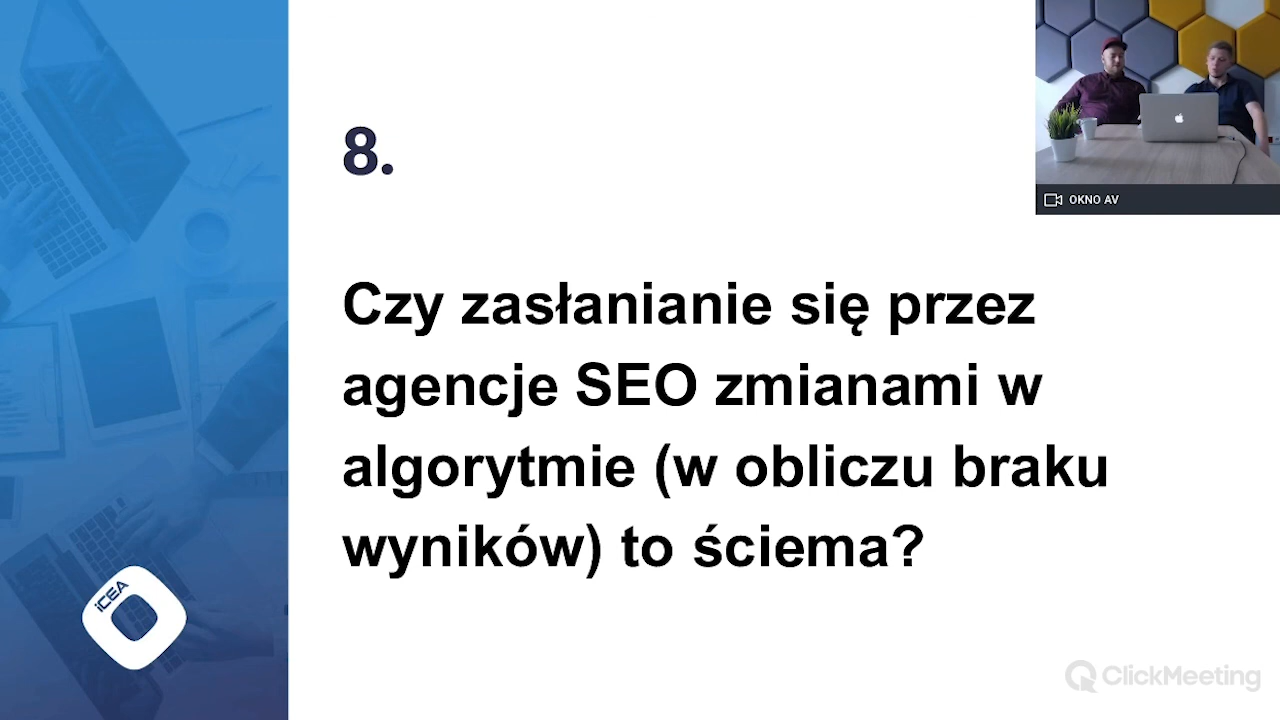 8.
OKNO AV
Czy zasłanianie się przez
agencje SEO zmianami w
algorytmie (w obliczu braku
wyników) to ściema?
iCEA
ClickMeeting